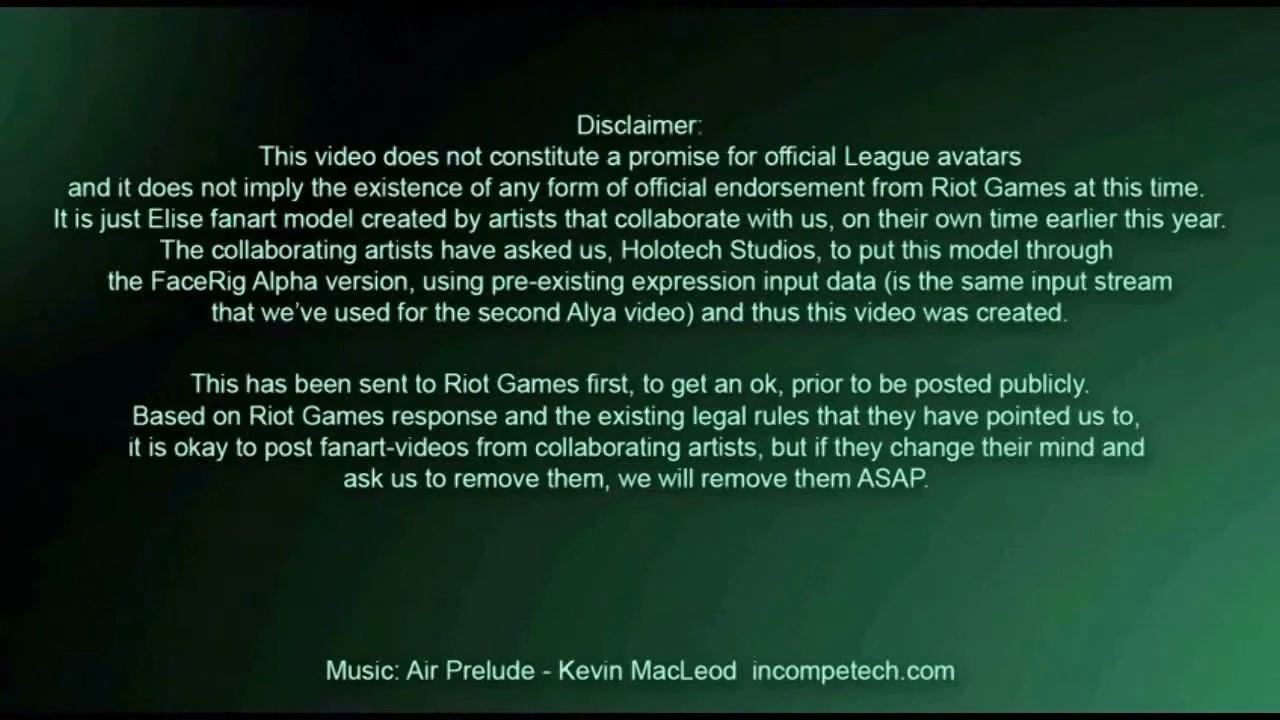 Disclaimer:
This video does not constitute a promise for official League avatars
and it does not imply the existence of any form of official endorsement from Riot Games at this time.
It is just Elise fanart model created by artists that collaborate with us, on their own time earlier this year.
The collaborating artists have asked us, Holotech Studios, to put this model through
the FaceRig Alpha version, using pre-existing expression input data (is the same input stream
that we've used for the second Alya video) and thus this video was created.
This has been sent to Riot Games first, to get an ok, prior to be posted publicly.
Based on Riot Games response and the existing legal rules that they have pointed us to,
it is okay to post fanart-videos from collaborating artists, but if they change their mind and
ask us to remove them, we will remove them ASAP.
Music: Air Prelude - Kevin MacLeod incompetech.com